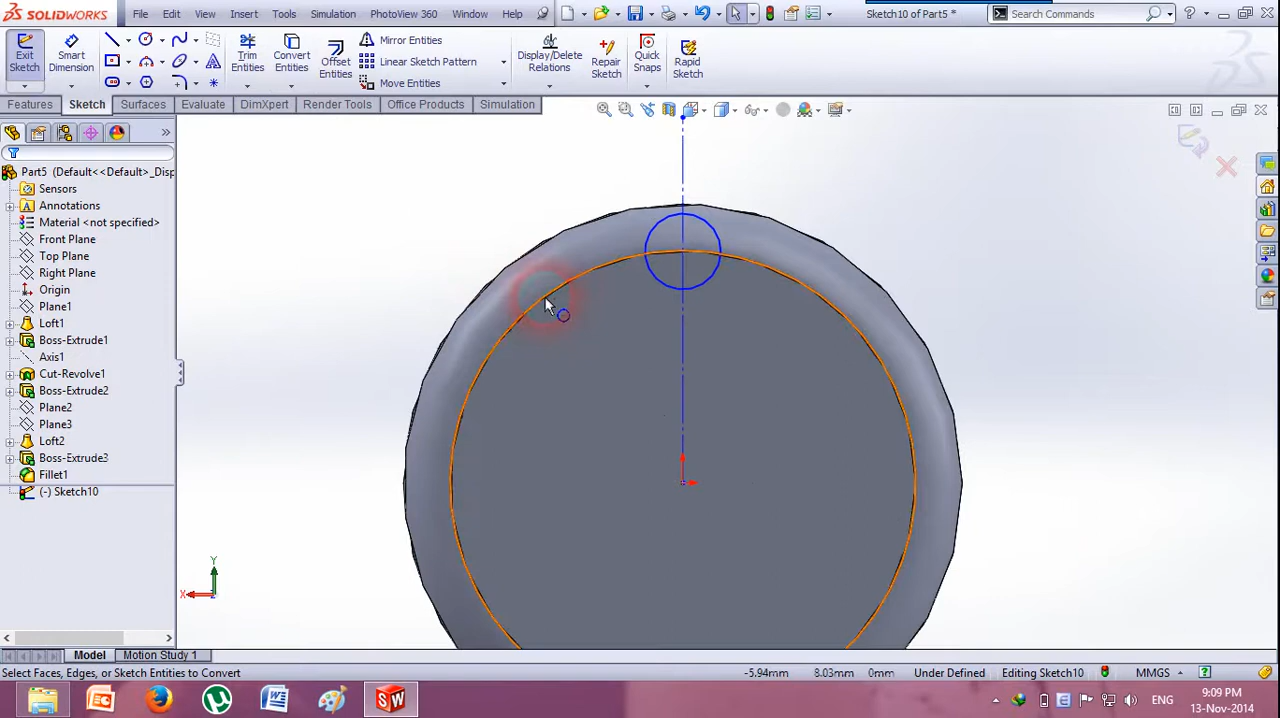 SOLIDWORKS File Edit View Insert Tools Simulation PhotoView 360 Window Help Sketch10 of Part5 * Search Commands
Exit Sketch
Smart Dimension
Trim Entities
Convert Entities
Offset Entities
Mirror Entities
Linear Sketch Pattern
Move Entities
Display/Delete Relations
Repair Sketch
Quick Snaps
Rapid Sketch
Features Sketch Surfaces Evaluate DimXpert Render Tools Office Products Simulation
Part5 (Default<<Default>_Disp
Sensors
Annotations
Material <not specified>
Front Plane
Top Plane
Right Plane
Origin
Plane1
Loft1
Boss-Extrude1
Axis1
Cut-Revolve1
Boss-Extrude2
Plane2
Plane3
Loft2
Boss-Extrude3
Fillet1
(-) Sketch10
Y
X
Model Motion Study 1
Select Faces, Edges, or Sketch Entities to Convert -5.94mm 8.03mm 0mm Under Defined Editing Sketch10 MMGS
ENG
9:09 PM
13-Nov-2014